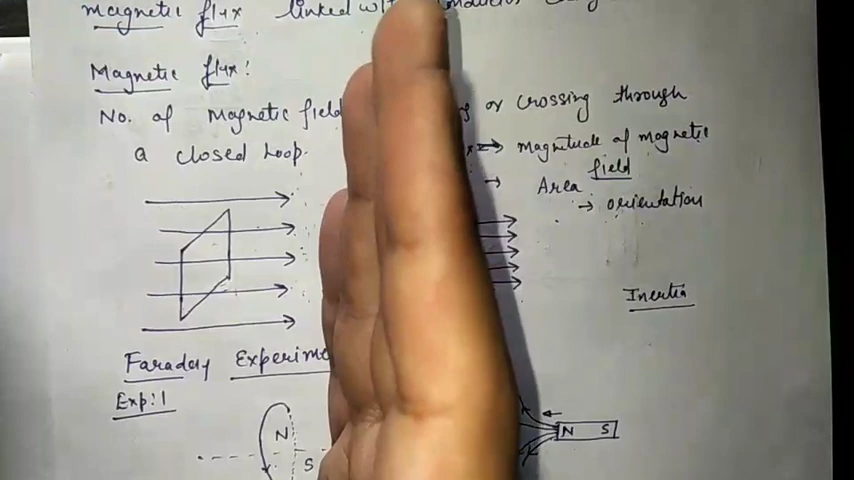 magnetic flux linked with
Magnetic flux:
No. of Magnetic field or crossing through
a closed Loop. → magnitude of magnetic
field
→ Area
→ orientation
Inertia
Faraday Experime
Exp:1
N
S
N S